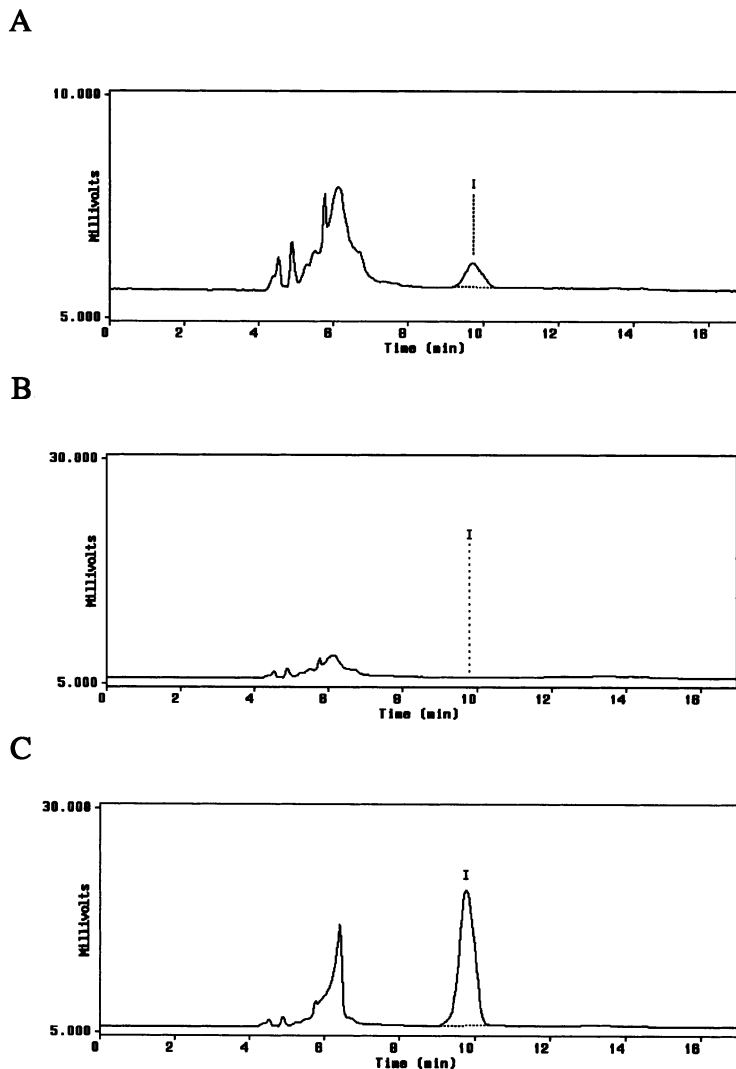 A
10.000
Millivolts
I
5.000
0 2 4 6 8 10 12 14 16
Time (min)
B
30.000
Millivolts
I
5.000
0 2 4 6 8 10 12 14 16
Time (min)
C
30.000
Millivolts
I
5.000
0 2 4 6 8 10 12 14 16
Time (min)